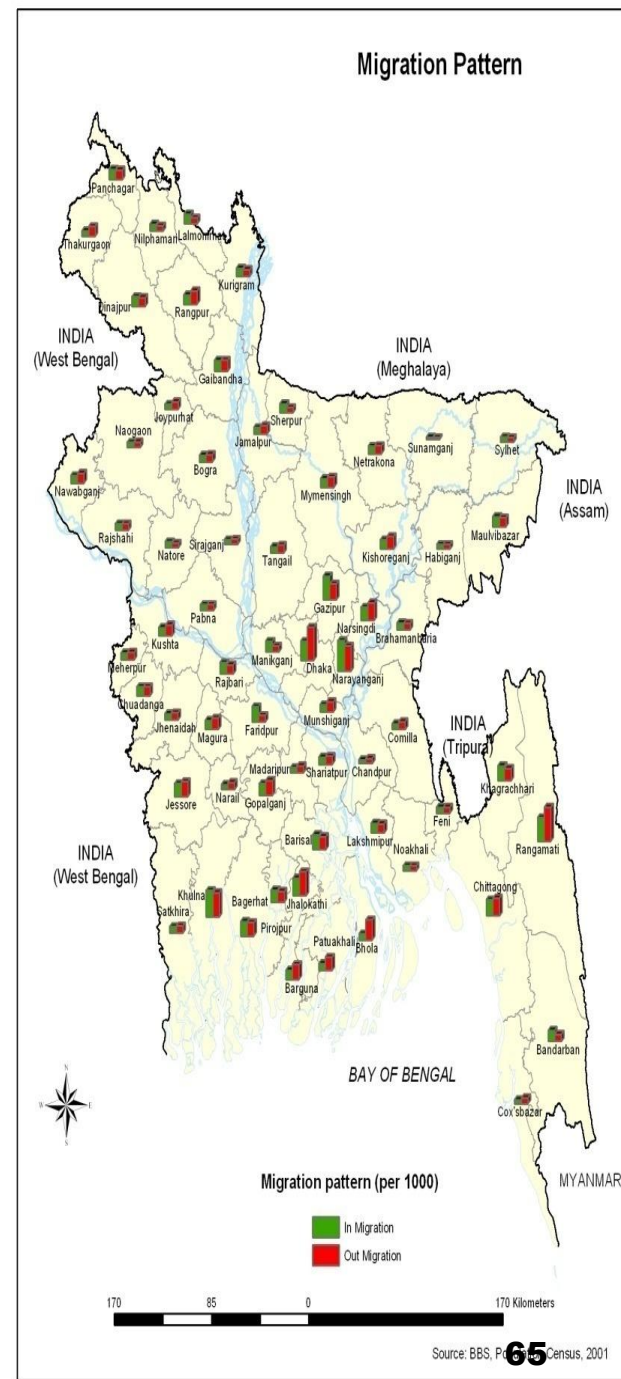 Migration Pattern
Panchagar
Thakurgaon
Nilphamari
Kurigram
Dinajpur
Rangpur
INDIA
(West Bengal)
INDIA
(Meghalaya)
Gaibandha
Joypurhat
Sherpur
Naogaon
Jamalpur
Bogra
Netrakona
Sunamganj
Sylhet
Nawabganj
Mymensingh
INDIA
(Assam)
Rajshahi
Natore
Sirajganj
Tangail
Kishoreganj
Habiganj
Maulvibazar
Gazipur
Pabna
Narsingdi
Brahamanbaria
Kushta
Manikganj
Dhaka
Narayanganj
Meherpur
Rajbari
Chuadanga
Jhenaidah
Magura
Faridpur
Munshiganj
Comilla
INDIA
(Tripura)
Madaripur
Shariatpur
Chandpur
Khagrachhari
Jessore
Narail
Gopalganj
Feni
Barisal
Lakshmipur
Noakhali
Rangamati
INDIA
(West Bengal)
Chittagong
Khulna
Bagerhat
Jhalokathi
Satkhira
Pirojpur
Patuakhali
Bhola
Barguna
Bandarban
BAY OF BENGAL
Cox'sbazar
N
W E
S
MYANMAR
Migration pattern (per 1000)
In Migration
Out Migration
170 85 0 170 Kilometers
Source: BBS, Census, 2001
65